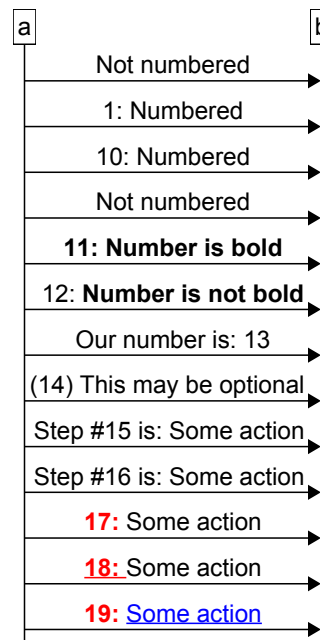 a
b
Not numbered
1: Numbered
10: Numbered
Not numbered
11: Number is bold
12: Number is not bold
Our number is: 13
(14) This may be optional
Step #15 is: Some action
Step #16 is: Some action
17: Some action
18: Some action
19: Some action